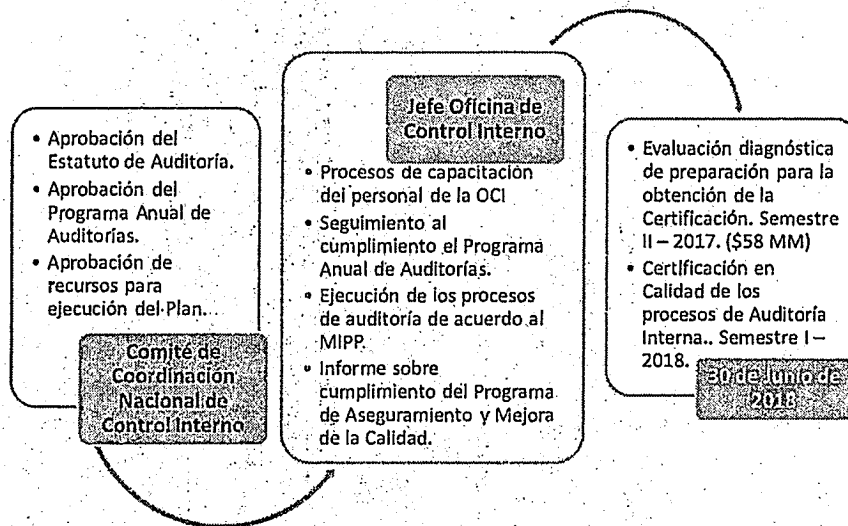 • Aprobación del
Estatuto de Auditoría.
• Aprobación del
Programa Anual de
Auditorías.
• Aprobación de
recursos para
ejecución del Plan...
Comité de
Coordinación
Nacional de
Control Interno
Jefe Oficina de
Control Interno
• Procesos de capacitación
del personal de la OCI
• Seguimiento al
cumplimiento el Programa
Anual de Auditorías.
• Ejecución de los procesos
de auditoría de acuerdo al
MIPP.
• Informe sobre
cumplimiento del Programa
de Aseguramiento y Mejora
de la Calidad.
• Evaluación diagnóstica
de preparación para la
obtención de la
Certificación. Semestre
II – 2017. ($58 MM)
• Certificación en
Calidad de los
procesos de Auditoría
Interna.. Semestre I –
2018.
30 de Junio de
2018